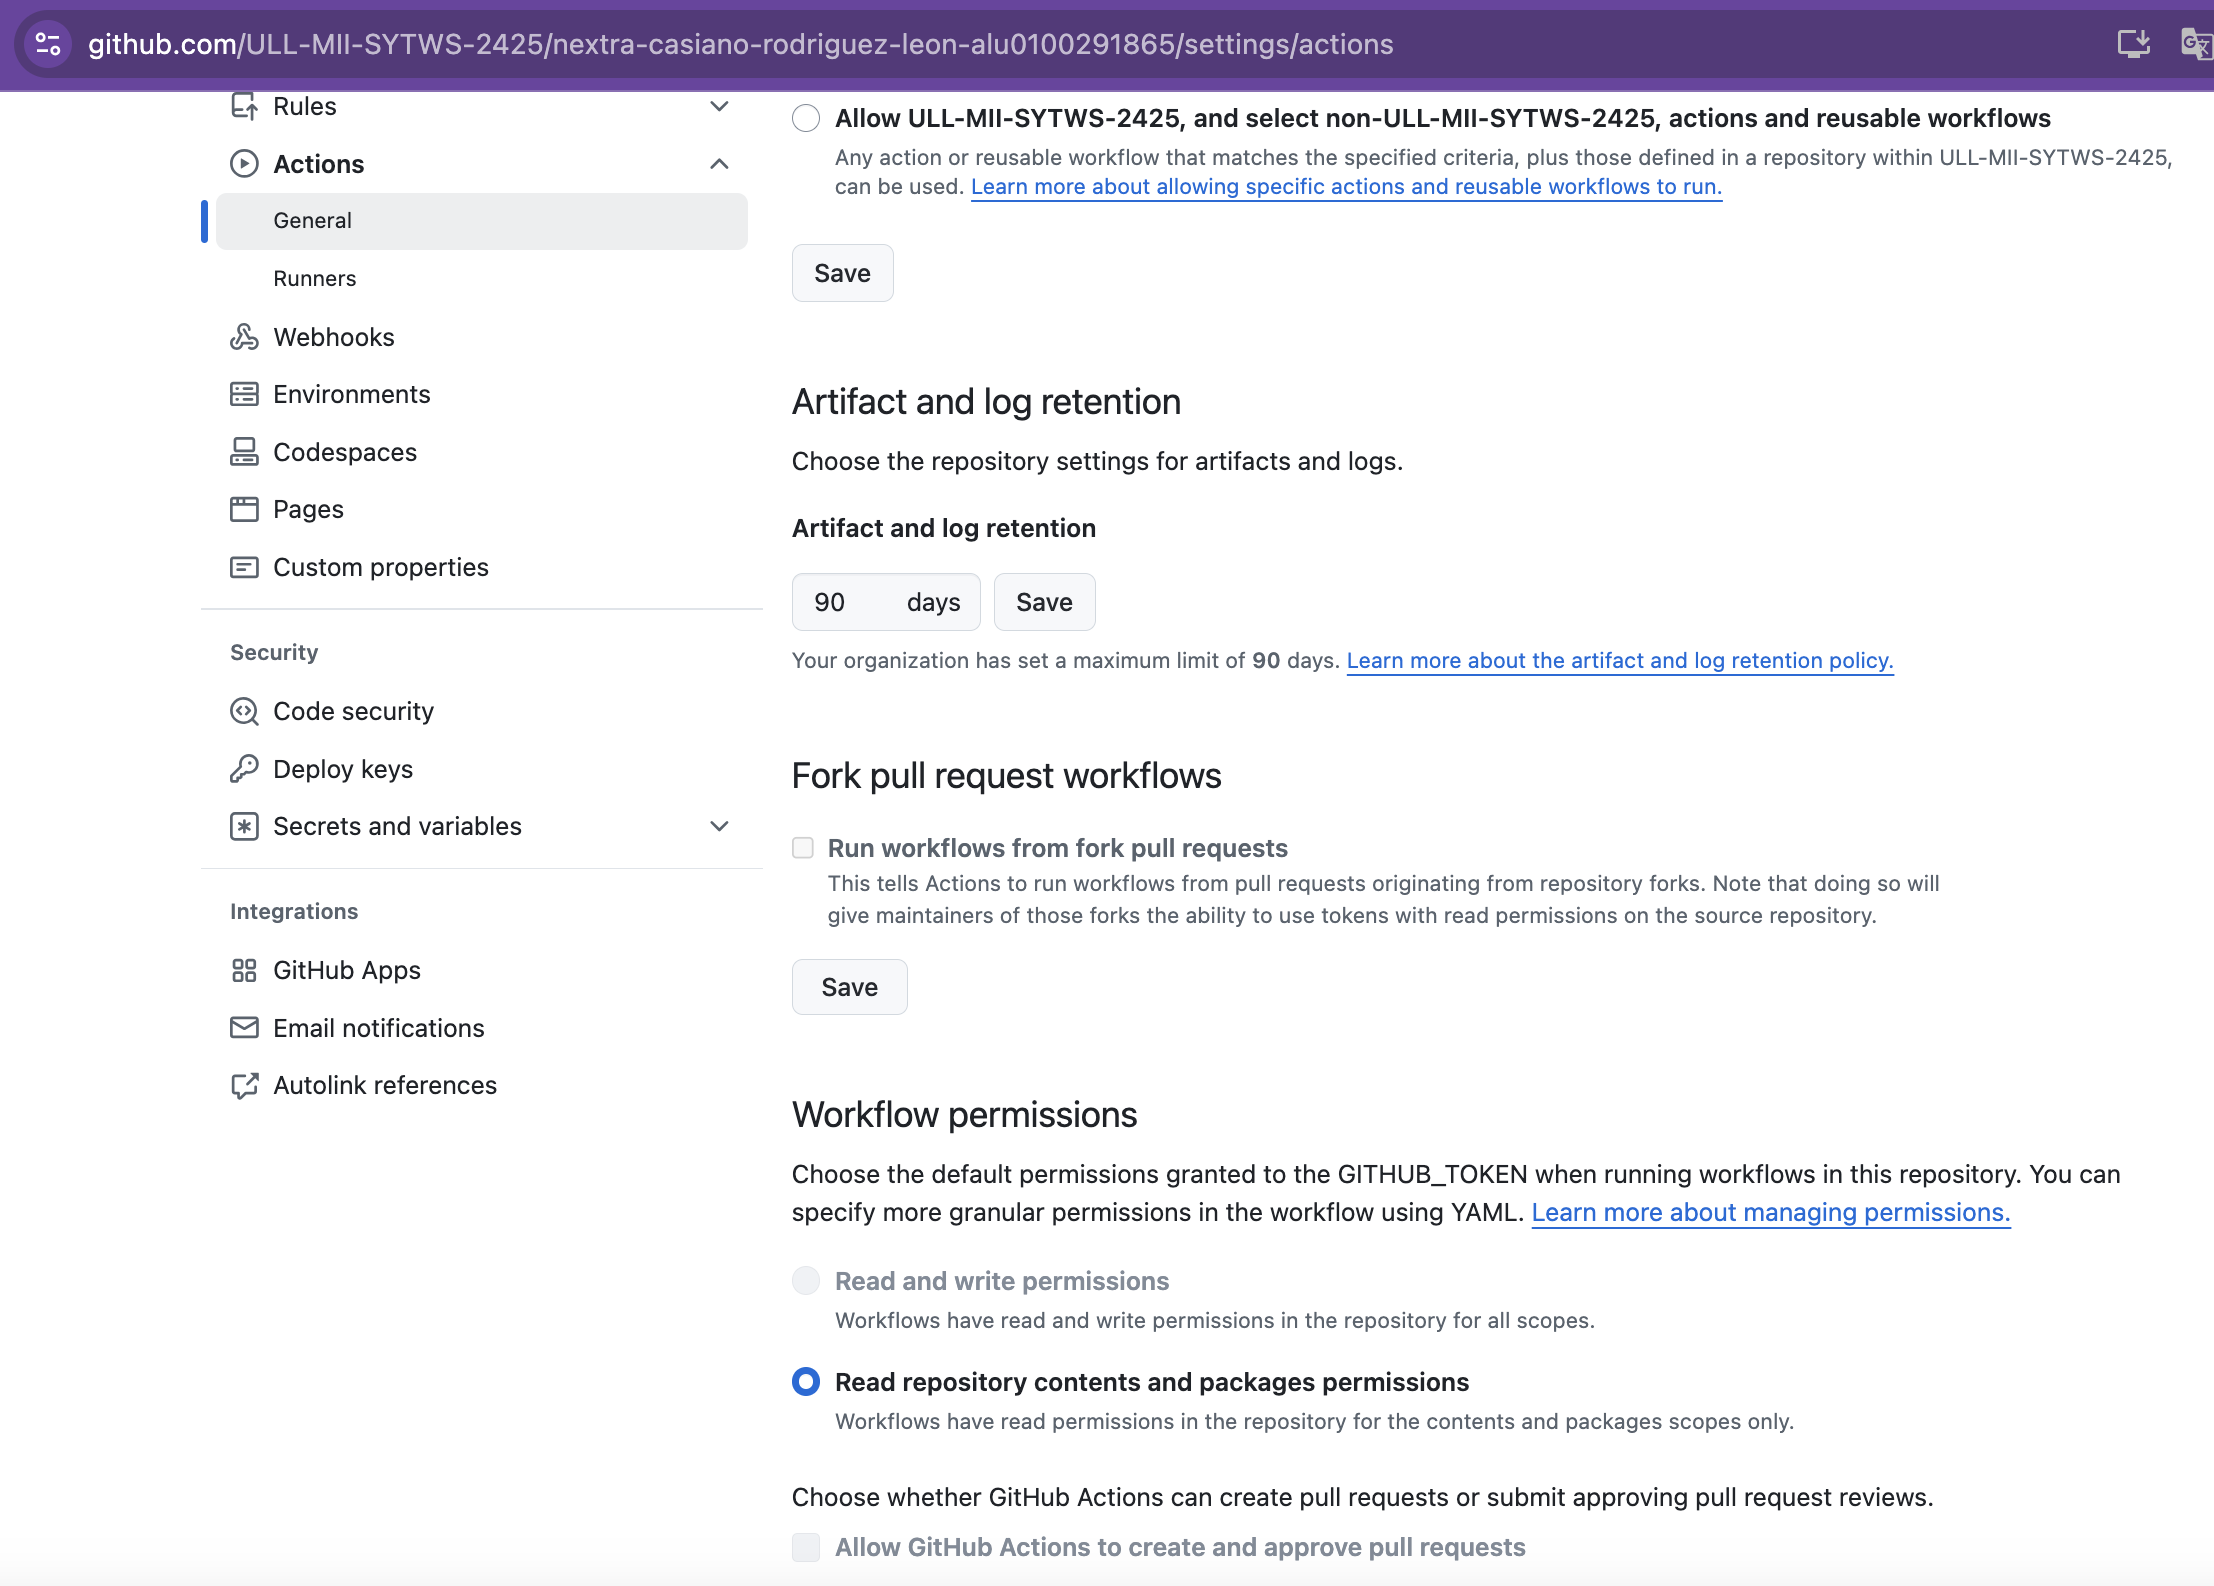 github.com/ULL-MII-SYTWS-2425/nextra-casiano-rodriguez-leon-alu0100291865/settings/actions
Rules
Actions
General
Runners
Webhooks
Environments
Codespaces
Pages
Custom properties
Security
Code security
Deploy keys
Secrets and variables
Integrations
GitHub Apps
Email notifications
Autolink references
Allow ULL-MII-SYTWS-2425, and select non-ULL-MII-SYTWS-2425, actions and reusable workflows
Any action or reusable workflow that matches the specified criteria, plus those defined in a repository within ULL-MII-SYTWS-2425,
can be used. Learn more about allowing specific actions and reusable workflows to run.
Save
Artifact and log retention
Choose the repository settings for artifacts and logs.
Artifact and log retention
90 days Save
Your organization has set a maximum limit of 90 days. Learn more about the artifact and log retention policy.
Fork pull request workflows
Run workflows from fork pull requests
This tells Actions to run workflows from pull requests originating from repository forks. Note that doing so will
give maintainers of those forks the ability to use tokens with read permissions on the source repository.
Save
Workflow permissions
Choose the default permissions granted to the GITHUB_TOKEN when running workflows in this repository. You can
specify more granular permissions in the workflow using YAML. Learn more about managing permissions.
Read and write permissions
Workflows have read and write permissions in the repository for all scopes.
Read repository contents and packages permissions
Workflows have read permissions in the repository for the contents and packages scopes only.
Choose whether GitHub Actions can create pull requests or submit approving pull request reviews.
Allow GitHub Actions to create and approve pull requests